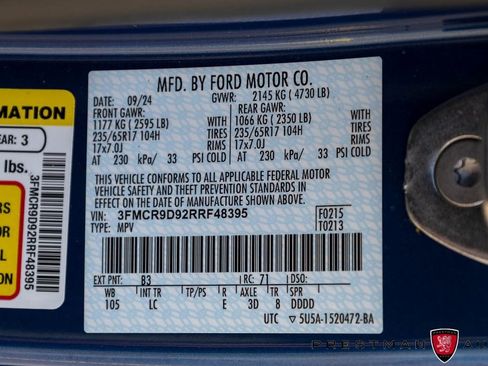 MATION
EAR: 3
lbs.
RS
R
S
3FMCR9D92RRF48395
MFD. BY FORD MOTOR CO.
DATE: 09/24 GVWR: 2145 KG ( 4730 LB)
FRONT GAWR: REAR GAWR:
1177 KG ( 2595 LB) WITH 1066 KG ( 2350 LB) WITH
235/65R17 104H TIRES 235/65R17 104H TIRES
17x7.0J RIMS 17x7.0J RIMS
AT 230 kPa/ 33 PSI COLD AT 230 kPa/ 33 PSI COLD
THIS VEHICLE CONFORMS TO ALL APPLICABLE FEDERAL MOTOR
VEHICLE SAFETY AND THEFT PREVENTION STANDARDS IN
EFFECT ON THE DATE OF MANUFACTURE SHOWN ABOVE.
VIN: 3FMCR9D92RRF48395 F0215
TYPE: MPV T0213
EXT PNT: B3 RC: 71 DSO:
WB INT TR TP/PS R AXLE TR SPR
105 LC E 3D 8 DDDD
UTC 5U5A-1520472-BA
PRESTMAN AU